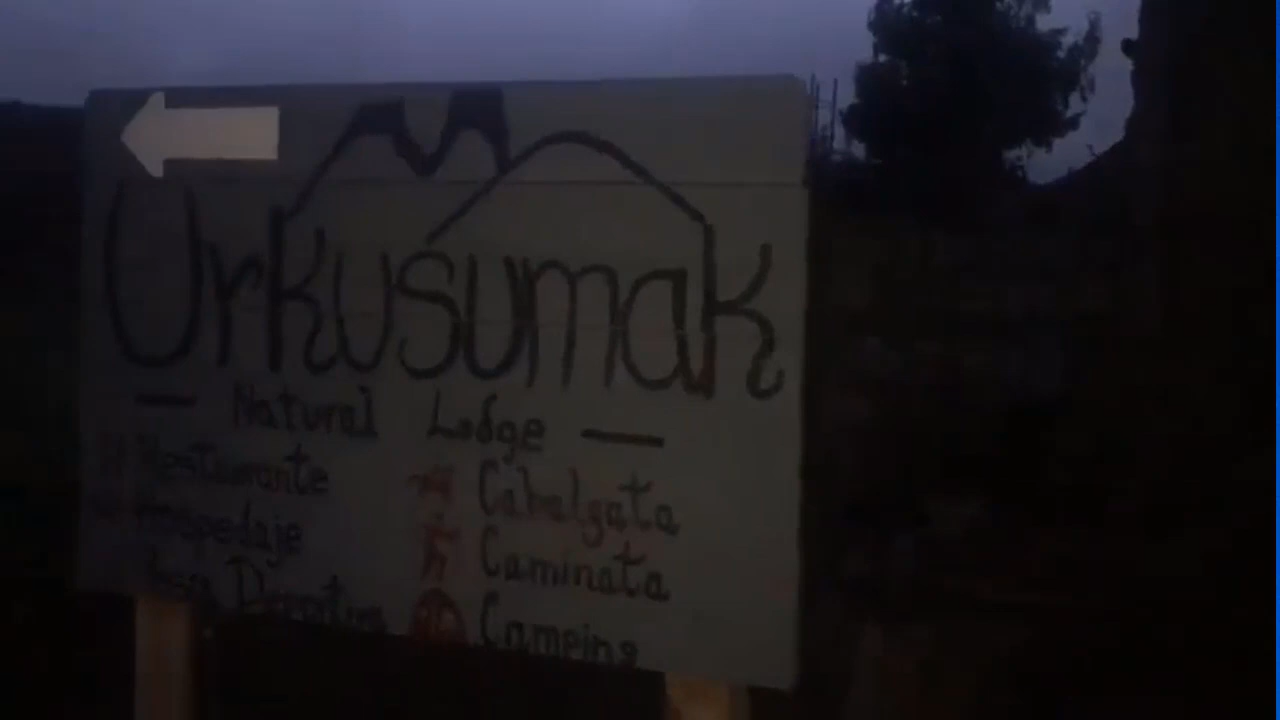 Urkusumak
Natural Lodge
Restaurante
Hospedaje
Cabalgata
Caminata
Camping